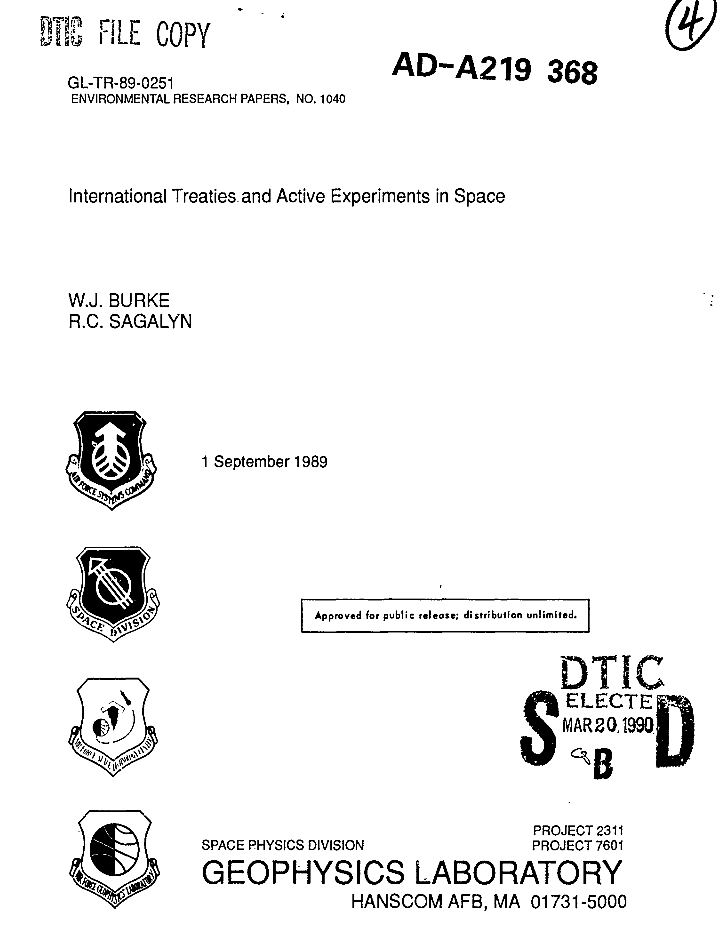 DTIC FILE COPY
4
AD-A219 368
GL-TR-89-0251
ENVIRONMENTAL RESEARCH PAPERS, NO. 1040
International Treaties and Active Experiments in Space
W.J. BURKE
R.C. SAGALYN
AIR FORCE SYSTEMS COMMAND
1 September 1989
SPACE DIVISION
Approved for public release; distribution unlimited.
DTIC
ELECTE
MAR 20, 1990
S B D
AIR FORCE GEOPHYSICS LABORATORY
PROJECT 2311
SPACE PHYSICS DIVISION PROJECT 7601
GEOPHYSICS LABORATORY
HANSCOM AFB, MA 01731-5000